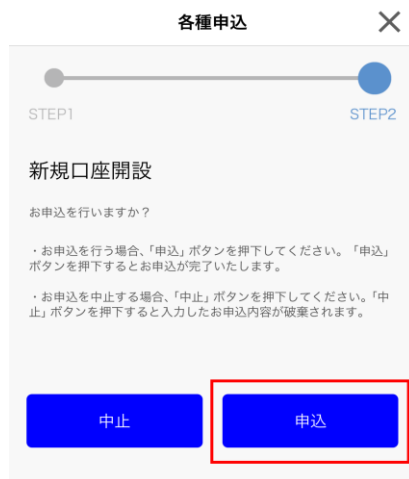 各種申込
STEP1
STEP2
新規口座開設
お申込を行いますか？
・お申込を行う場合、「申込」ボタンを押下してください。「申込」
ボタンを押下するとお申込が完了いたします。
・お申込を中止する場合、「中止」ボタンを押下してください。「中
止」ボタンを押下すると入力したお申込内容が破棄されます。
中止
申込